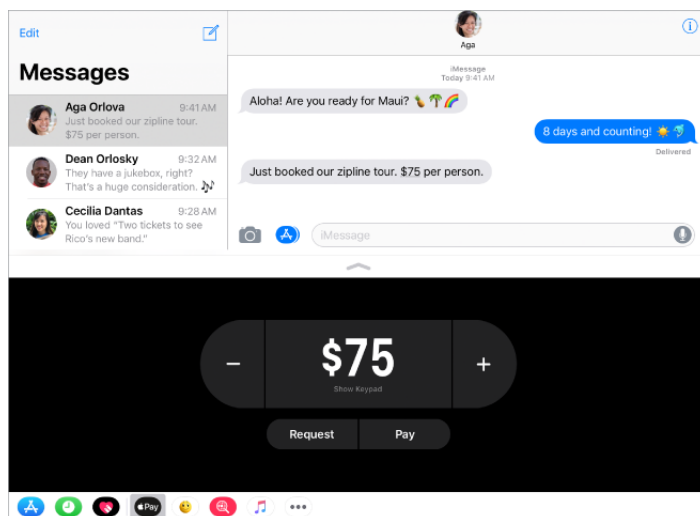 Edit
Messages
Aga Orlova 9:41 AM
Just booked our zipline tour.
$75 per person.
Dean Orlosky 9:32 AM
They have a jukebox, right?
That's a huge consideration. 🎶
Cecilia Dantas 9:28 AM
You loved "Two tickets to see
Rico's new band."
Aga
iMessage
Today 9:41 AM
Aloha! Are you ready for Maui? 🍍🌴🌈
8 days and counting! ☀️🐬
Delivered
Just booked our zipline tour. $75 per person.
iMessage
− $75 +
Show Keypad
Request Pay
Pay